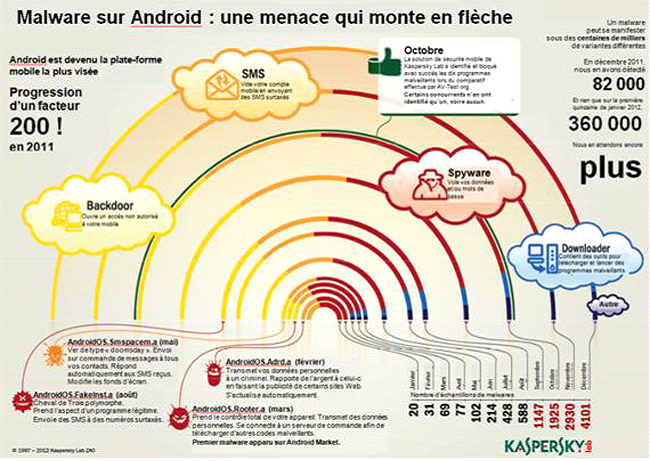 Malware sur Android : une menace qui monte en flèche
Android est devenu la plate-forme
mobile la plus visée
Progression
d'un facteur
200 !
en 2011
SMS
Vide votre compte
mobile en envoyant
des SMS surtaxés
Octobre
La solution de sécurité mobile de
Kaspersky Lab a identifié et bloqué
avec succès les dix programmes
malveillants lors du comparatif
effectué par AV-Test.org
Certains concurrents n'en ont
identifié qu'un, voire aucun.
Un malware
peut se manifester
sous des centaines de milliers
de variantes différentes
En décembre 2011,
nous en avons détecté
82 000
Et rien que sur la première
quinzaine de janvier 2012,
360 000
Nous en attendons encore
plus
Backdoor
Ouvre un accès non autorisé
à votre mobile
Spyware
Vole vos données
et/ou mots de
passe
Downloader
Contient des outils pour
télécharger et lancer des
programmes malveillants
Autre
AndroidOS.Smspacem.a (mai)
Ver de type « doomsday ». Envoi
sur commande de messages à tous
vos contacts. Répond
automatiquement aux SMS reçus.
Modifie les fonds d'écran.
AndroidOS.FakeInst.a (août)
Cheval de Troie polymorphe.
Prend l'aspect d'un programme légitime.
Envoie des SMS à des numéros surtaxés.
AndroidOS.Adrd.a (février)
Transmet vos données personnelles
à un criminel. Rapporte de l'argent à celui-ci
en faisant la publicité de certains sites Web.
S'actualise automatiquement.
AndroidOS.Rooter.a (mars)
Prend le contrôle total de votre appareil. Transmet des données
personnelles. Se connecte à un serveur de commande afin de
télécharger d'autres codes malveillants.
Premier malware apparu sur Android Market.
Janvier Février Mars Avril Mai Juin Juillet Août Septembre Octobre Novembre Décembre
Nombre d'échantillons de malwares
20 31 69 77 102 214 428 588 1147 1925 2930 4101
© 1997 – 2012 Kaspersky Lab ZAO
KASPERSKY lab